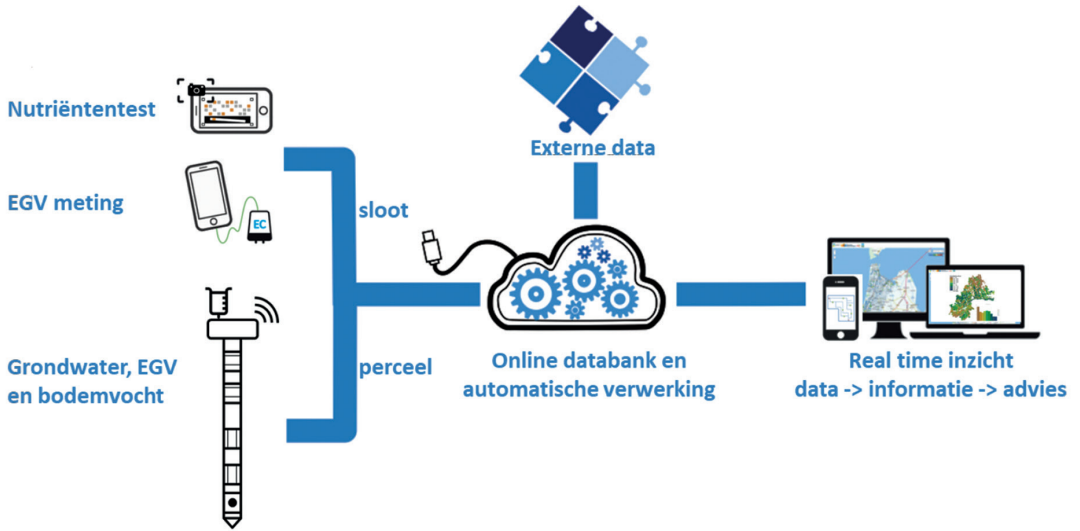 Nutriëntentest
EGV meting
EC
Grondwater, EGV
en bodemvocht
sloot
perceel
Externe data
Online databank en
automatische verwerking
Real time inzicht
data -> informatie -> advies